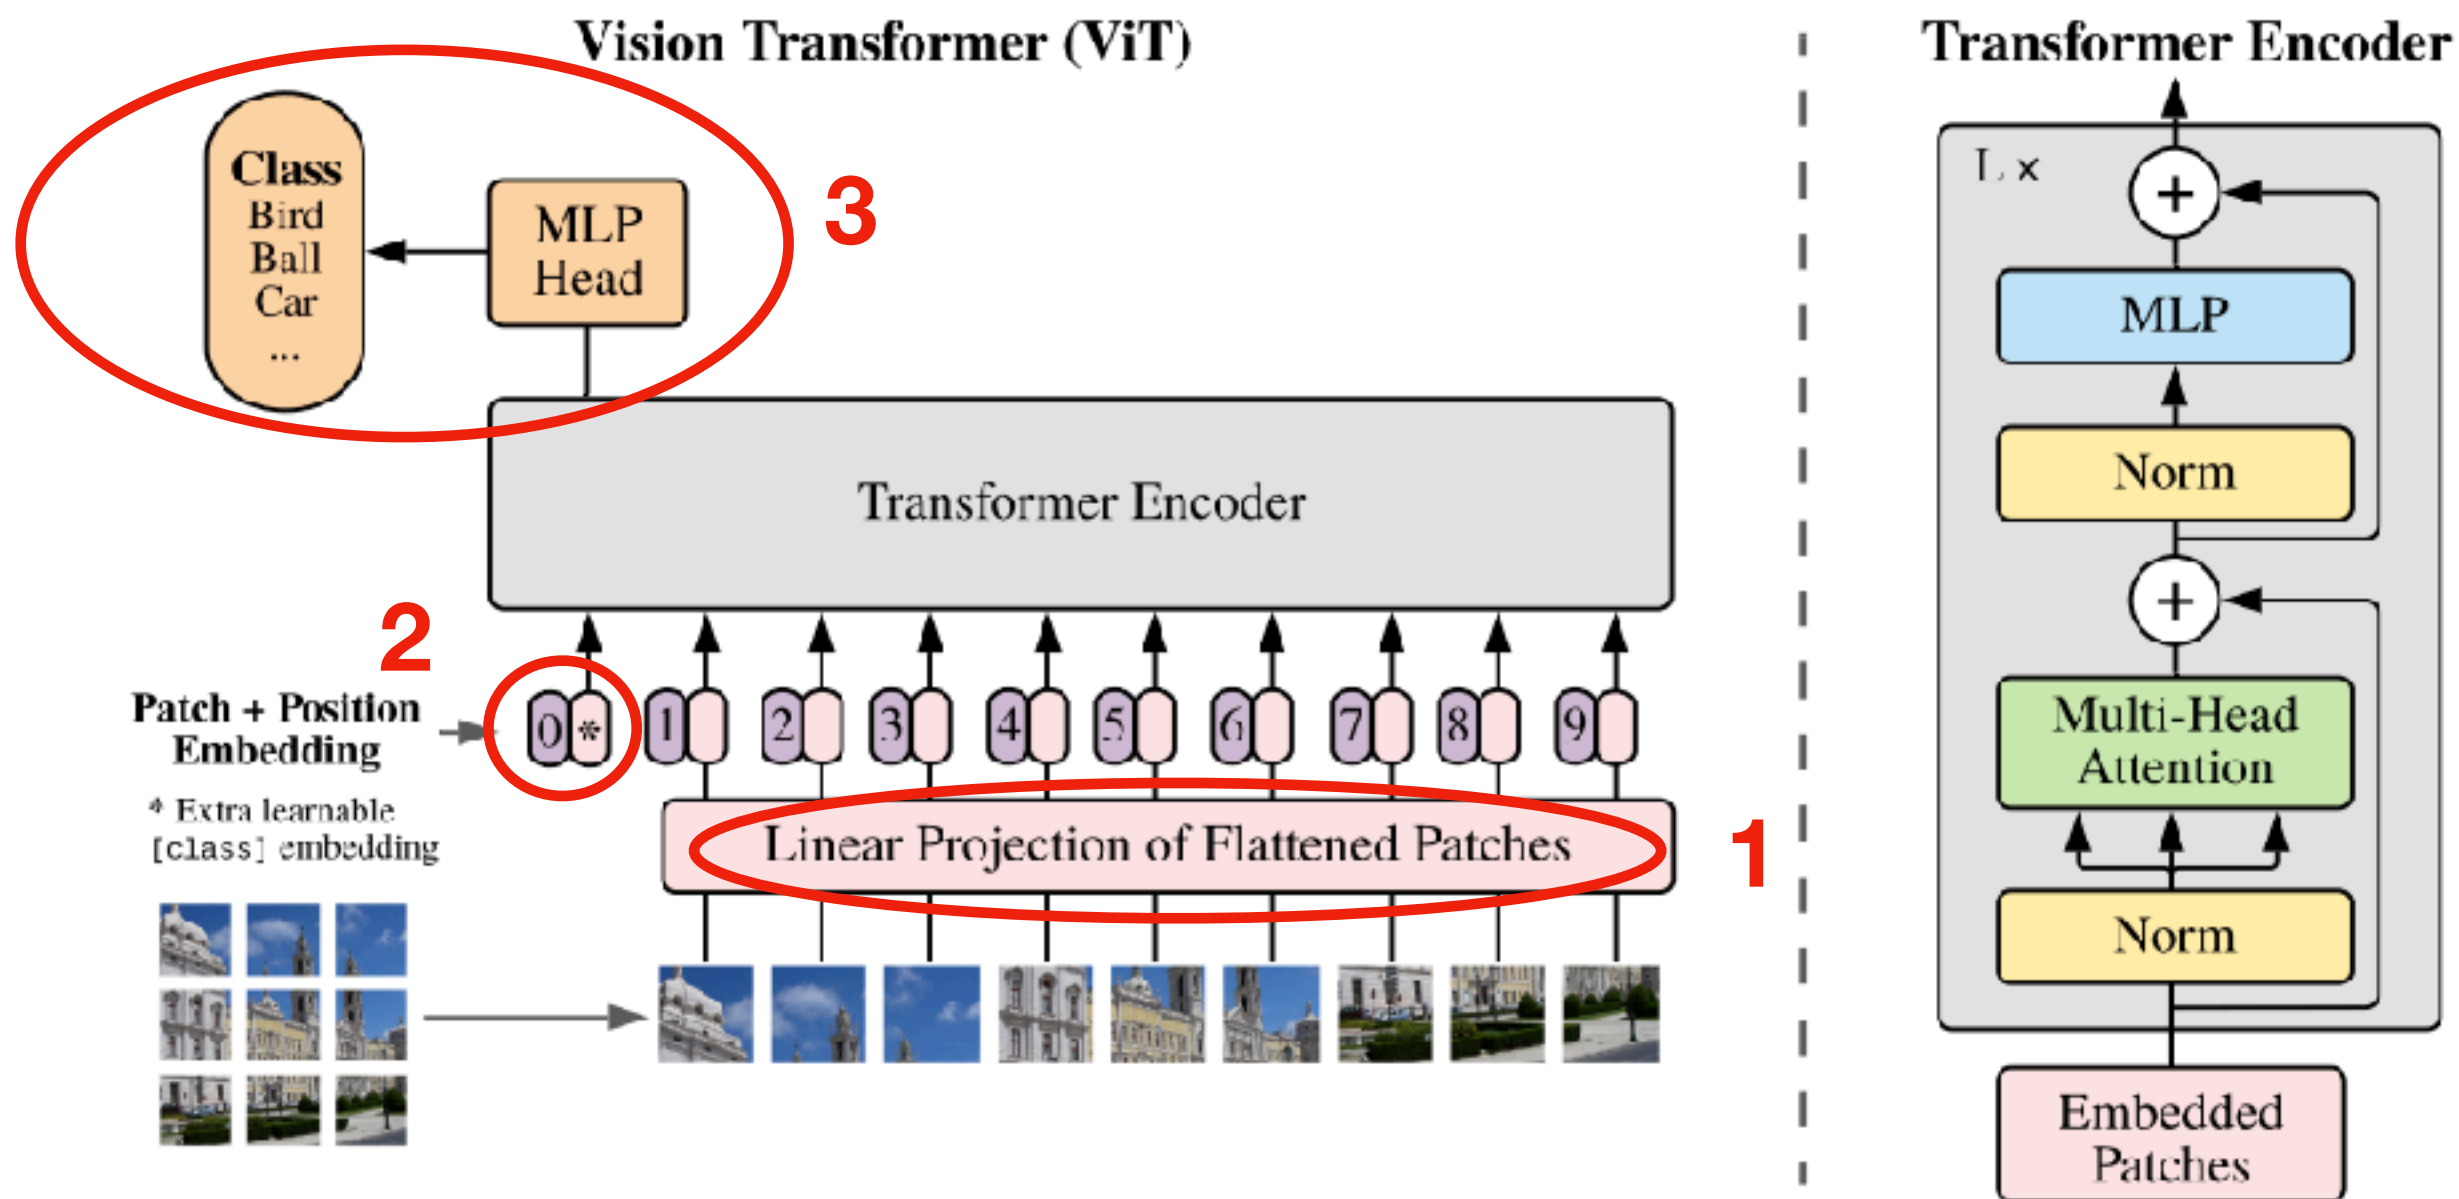 Vision Transformer (ViT)
Class
Bird
Ball
Car
...
MLP
Head
3
Transformer Encoder
2
Patch + Position
Embedding
* Extra learnable
[class] embedding
0 * 1 2 3 4 5 6 7 8 9
Linear Projection of Flattened Patches
1
Transformer Encoder
L x
+
MLP
Norm
+
Multi-Head
Attention
Norm
Embedded
Patches